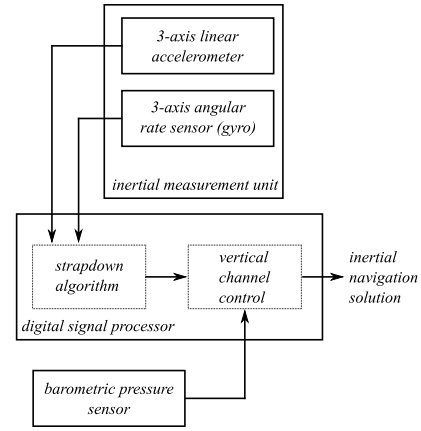 3-axis linear
accelerometer
3-axis angular
rate sensor (gyro)
inertial measurement unit
strapdown
algorithm
vertical
channel
control
inertial
navigation
solution
digital signal processor
barometric pressure
sensor